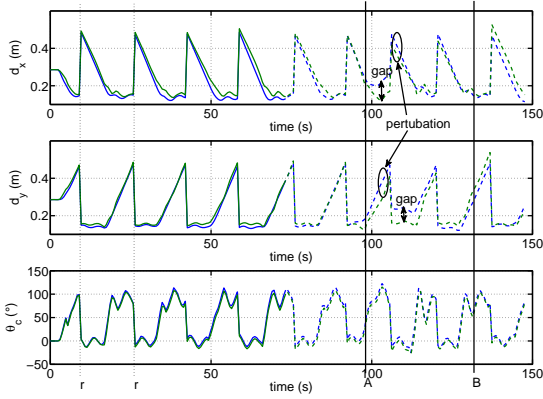 0.4
0.2
d_x (m)
gap
0 50 100 150
time (s)
pertubation
0.4
0.2
d_y (m)
gap
0 50 100 150
time (s)
150
100
50
0
−50
θ_c (°)
0 50 100 150
time (s)
r r A B